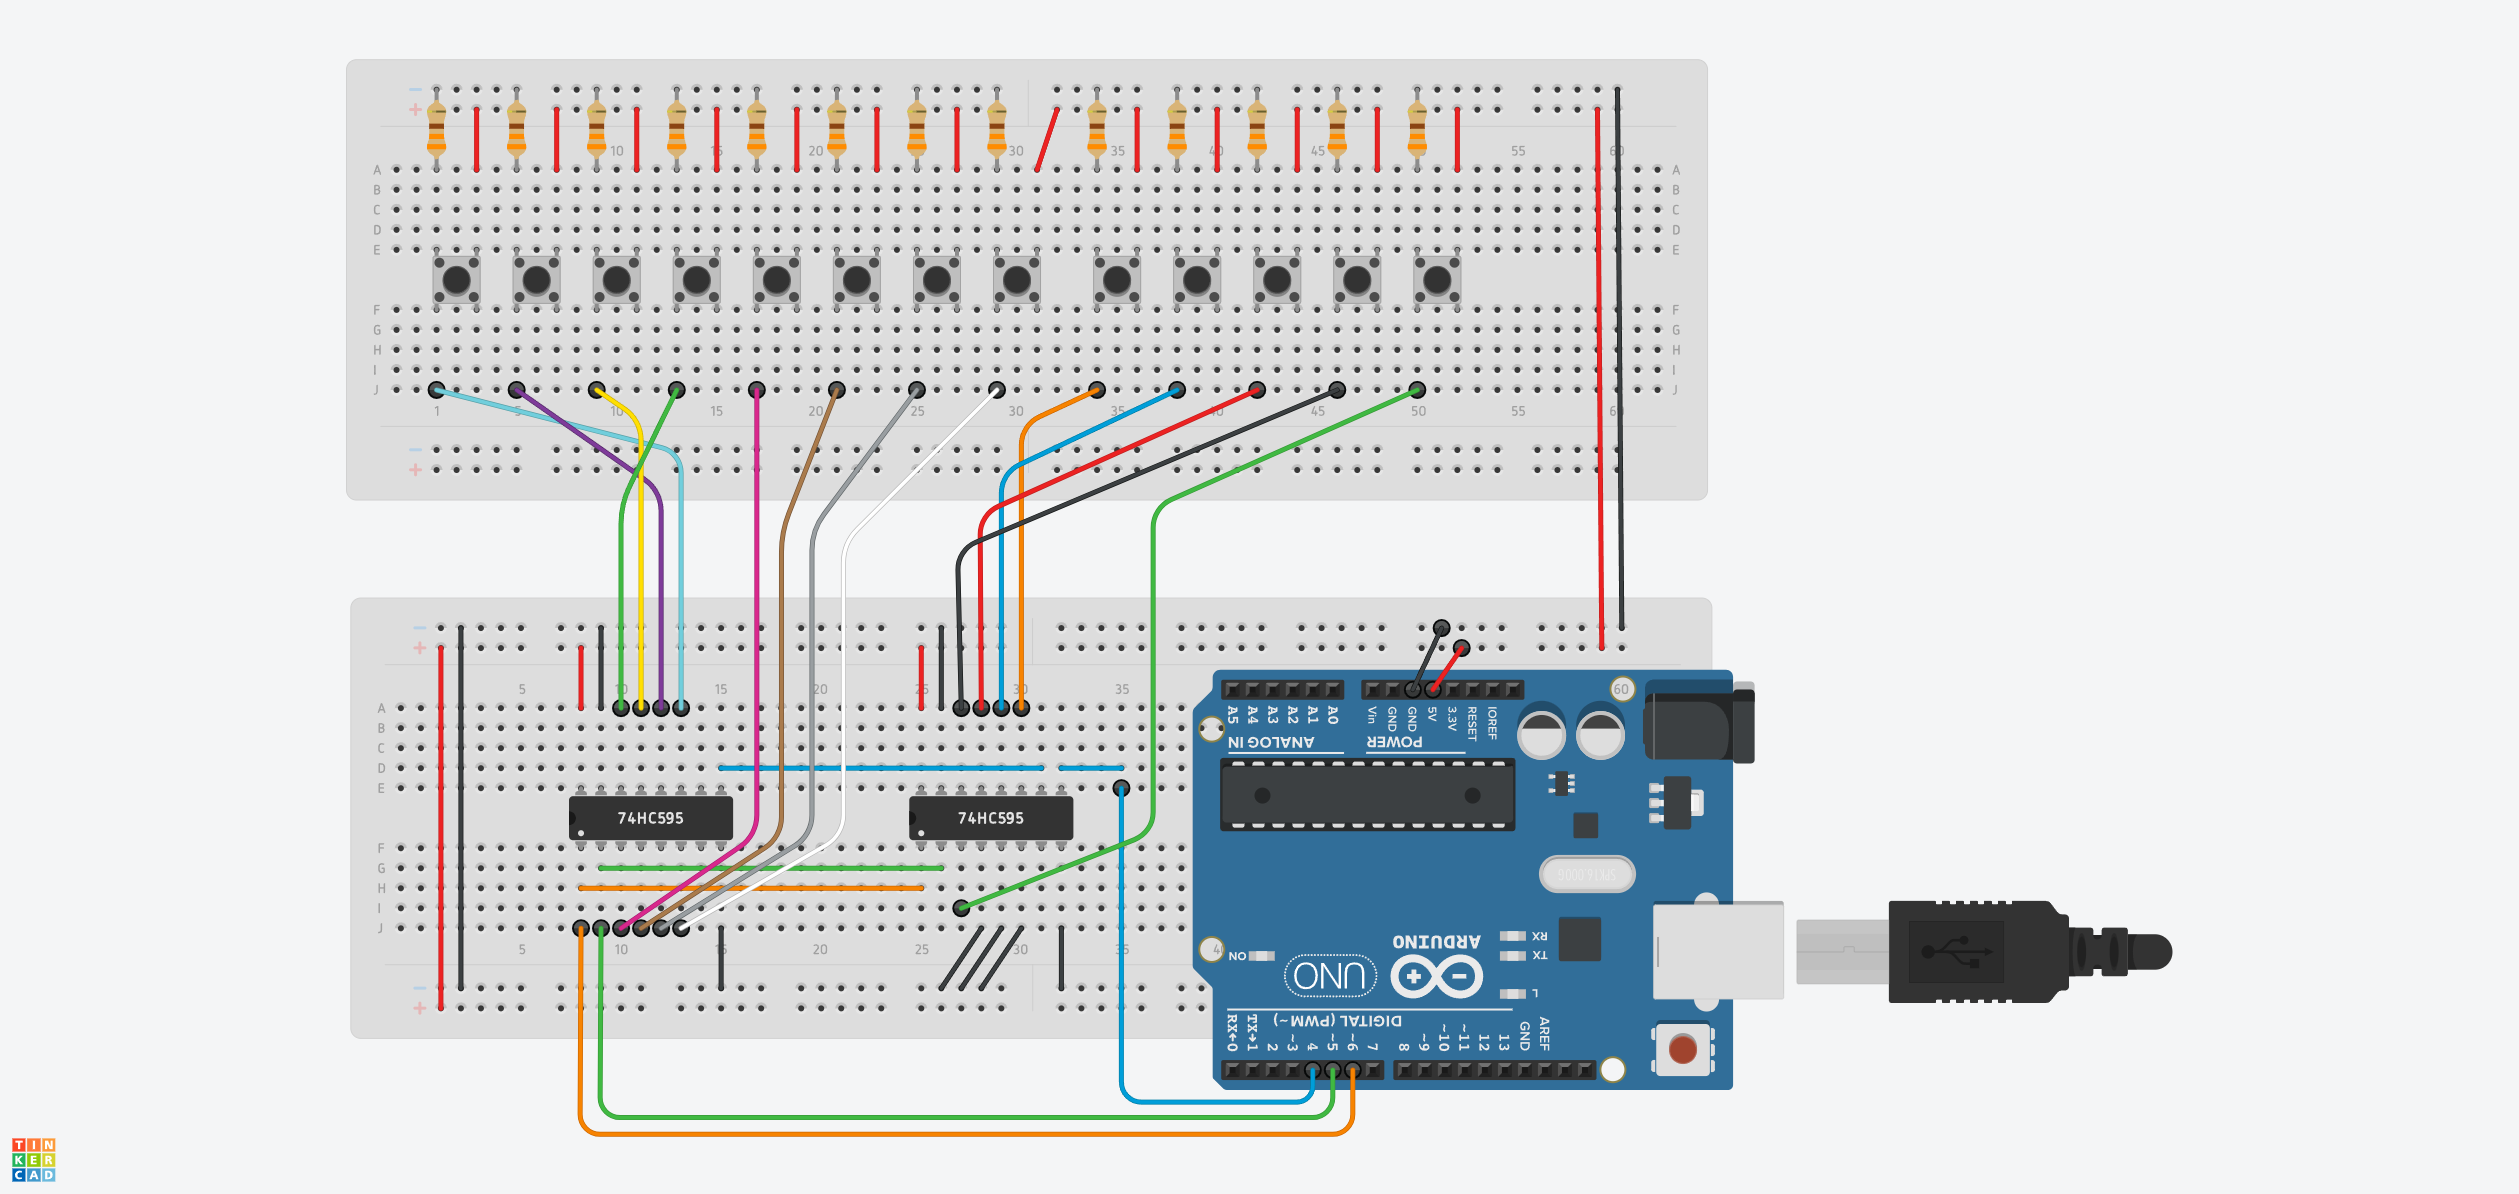 − −
+ +
10 15 20 25 30 35 40 45 55 60
A A
B B
C C
D D
E E
F F
G G
H H
I I
J J
1 5 10 15 20 25 30 35 40 45 50 55 60
−
+
−
+
5 10 15 20 25 30 35 60
A
B
C
D
E
74HC595 74HC595
F
G
H
I
J
5 10 15 20 25 30 35
−
+
A5 A4 A3 A2 A1 A0 Vin GND GND 5V 3.3V RESET IOREF
ANALOG IN POWER
SPK16.000G
ARDUINO
UNO
ON
RX
TX
L
DIGITAL (PWM ~)
RX←0 TX→1 2 ~3 4 ~5 ~6 7 8 ~9 ~10 ~11 12 13 GND AREF
TIN
KER
CAD